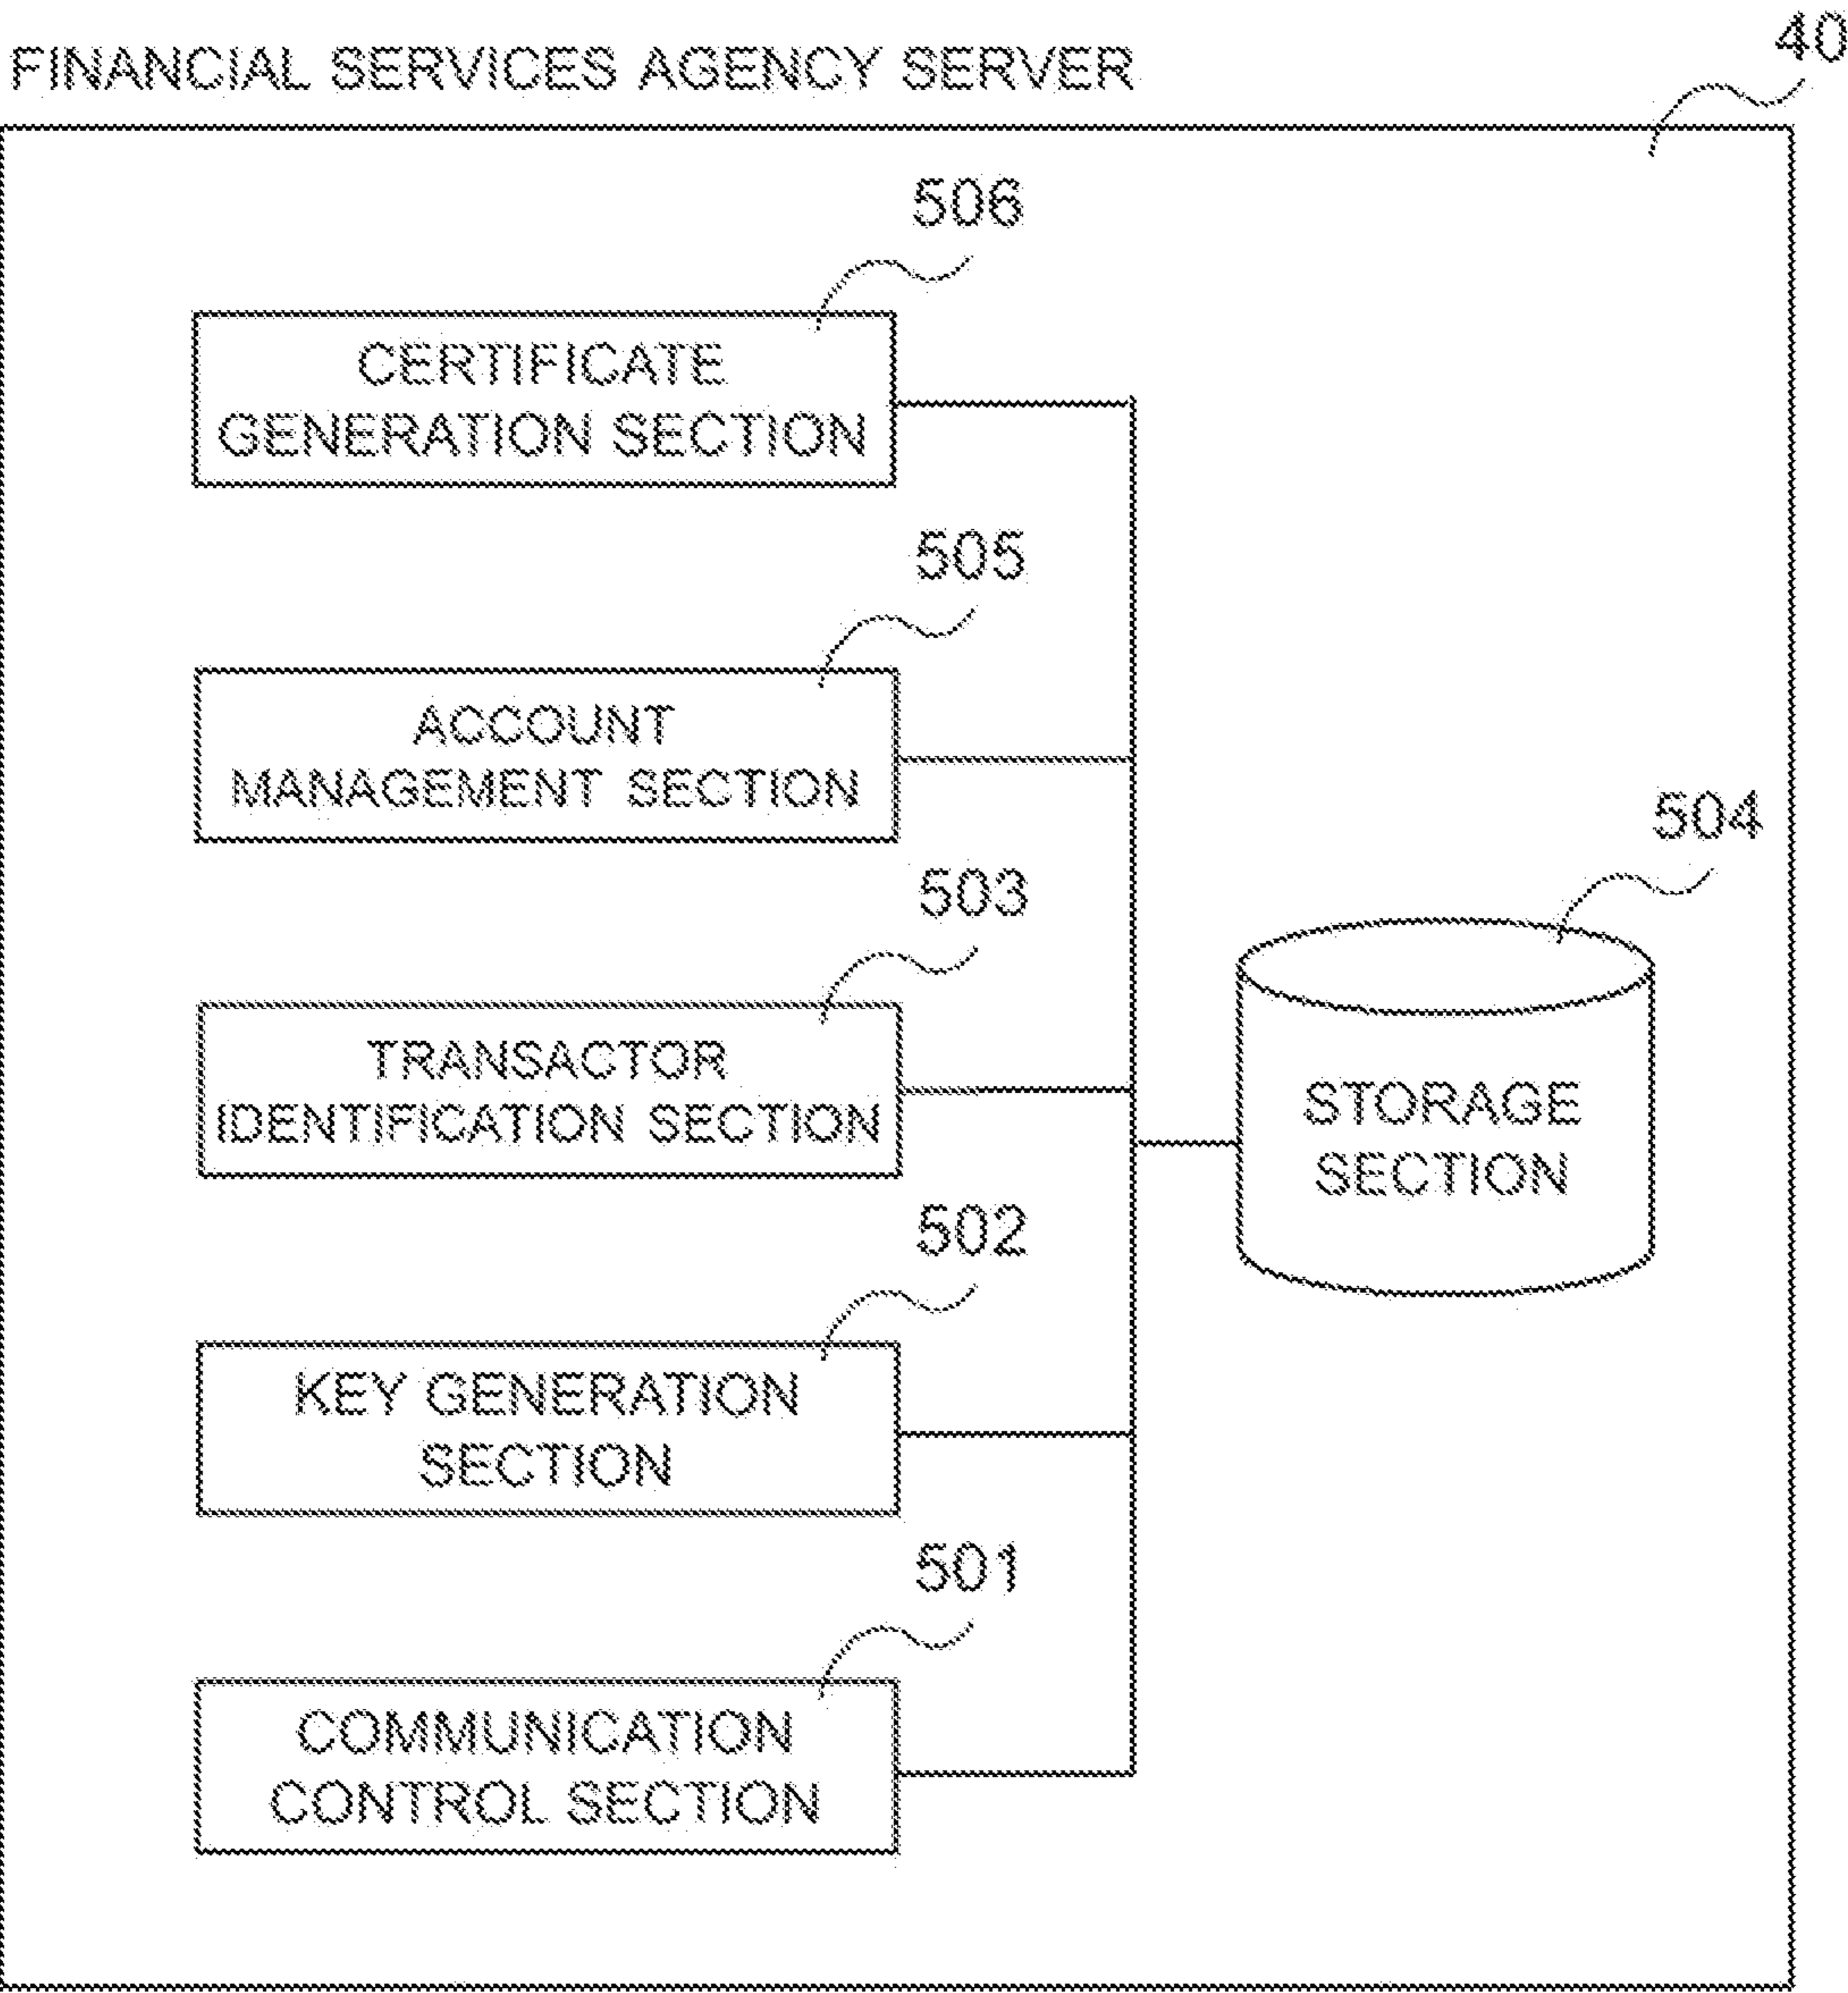 FINANCIAL SERVICES AGENCY SERVER
40
506
CERTIFICATE
GENERATION SECTION
505
ACCOUNT
MANAGEMENT SECTION
504
503
TRANSACTOR
IDENTIFICATION SECTION
STORAGE
SECTION
502
KEY GENERATION
SECTION
501
COMMUNICATION
CONTROL SECTION